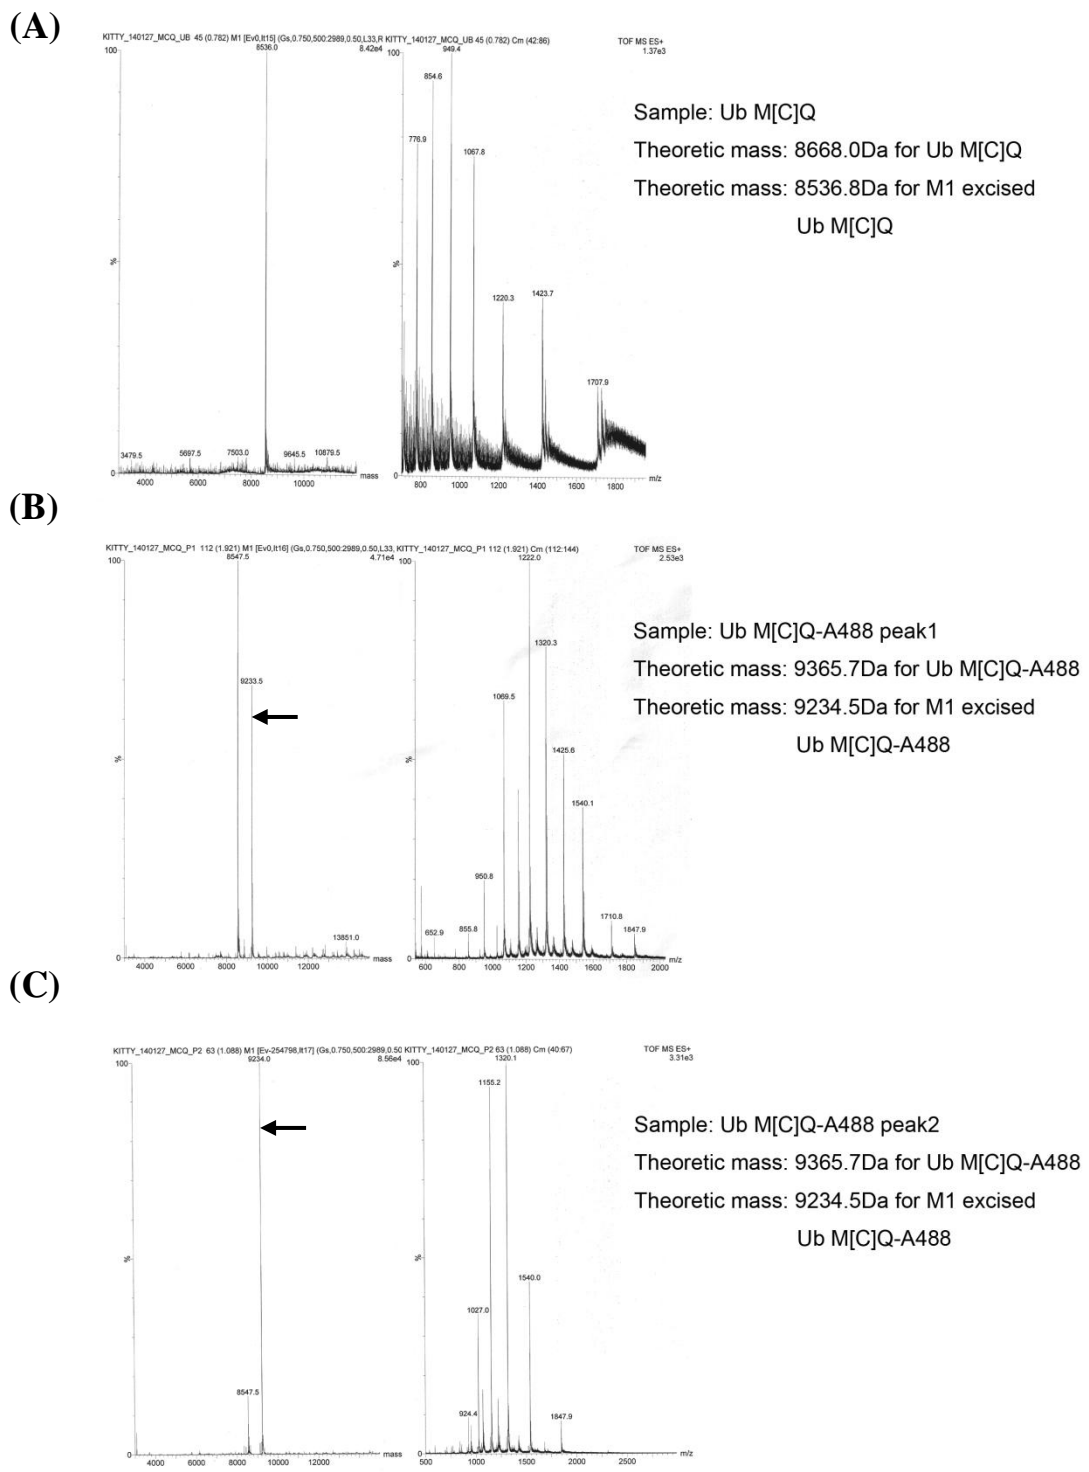 (A)
KITTY_140127_MCQ_UB 45 (0.782) M1 [Ev0,It15] (Gs,0.750,500:2989,0.50,L33,R KITTY_140127_MCQ_UB 45 (0.782) Cm (42:86)
TOF MS ES+
8536.0
8.42e4
949.4
1.37e3
100
100
854.6
776.9
1067.8
%
%
1220.3
1423.7
1707.9
3479.5
5697.5
7503.0
9645.5
10879.5
0
0
4000 6000 8000 10000 mass
800 1000 1200 1400 1600 1800 m/z
Sample: Ub M[C]Q
Theoretic mass: 8668.0Da for Ub M[C]Q
Theoretic mass: 8536.8Da for M1 excised
Ub M[C]Q
(B)
KITTY_140127_MCQ_P1 112 (1.921) M1 [Ev0,It16] (Gs,0.750,500:2989,0.50,L33, KITTY_140127_MCQ_P1 112 (1.921) Cm (112:144)
TOF MS ES+
8547.5
4.71e4
1222.0
2.53e3
100
100
9233.5
1320.3
1069.5
1425.6
1540.1
%
%
950.8
652.9
855.8
1710.8
1847.9
13851.0
0
0
4000 6000 8000 10000 12000 mass
600 800 1000 1200 1400 1600 1800 2000 m/z
Sample: Ub M[C]Q-A488 peak1
Theoretic mass: 9365.7Da for Ub M[C]Q-A488
Theoretic mass: 9234.5Da for M1 excised
Ub M[C]Q-A488
(C)
KITTY_140127_MCQ_P2 63 (1.088) M1 [Ev-254798,It17] (Gs,0.750,500:2989,0.50 KITTY_140127_MCQ_P2 63 (1.088) Cm (40:67)
TOF MS ES+
9234.0
8.56e4
1320.1
3.31e3
100
100
1155.2
%
%
1540.0
1027.0
924.4
1847.9
8547.5
0
0
4000 6000 8000 10000 12000 mass
500 1000 1500 2000 2500 m/z
Sample: Ub M[C]Q-A488 peak2
Theoretic mass: 9365.7Da for Ub M[C]Q-A488
Theoretic mass: 9234.5Da for M1 excised
Ub M[C]Q-A488